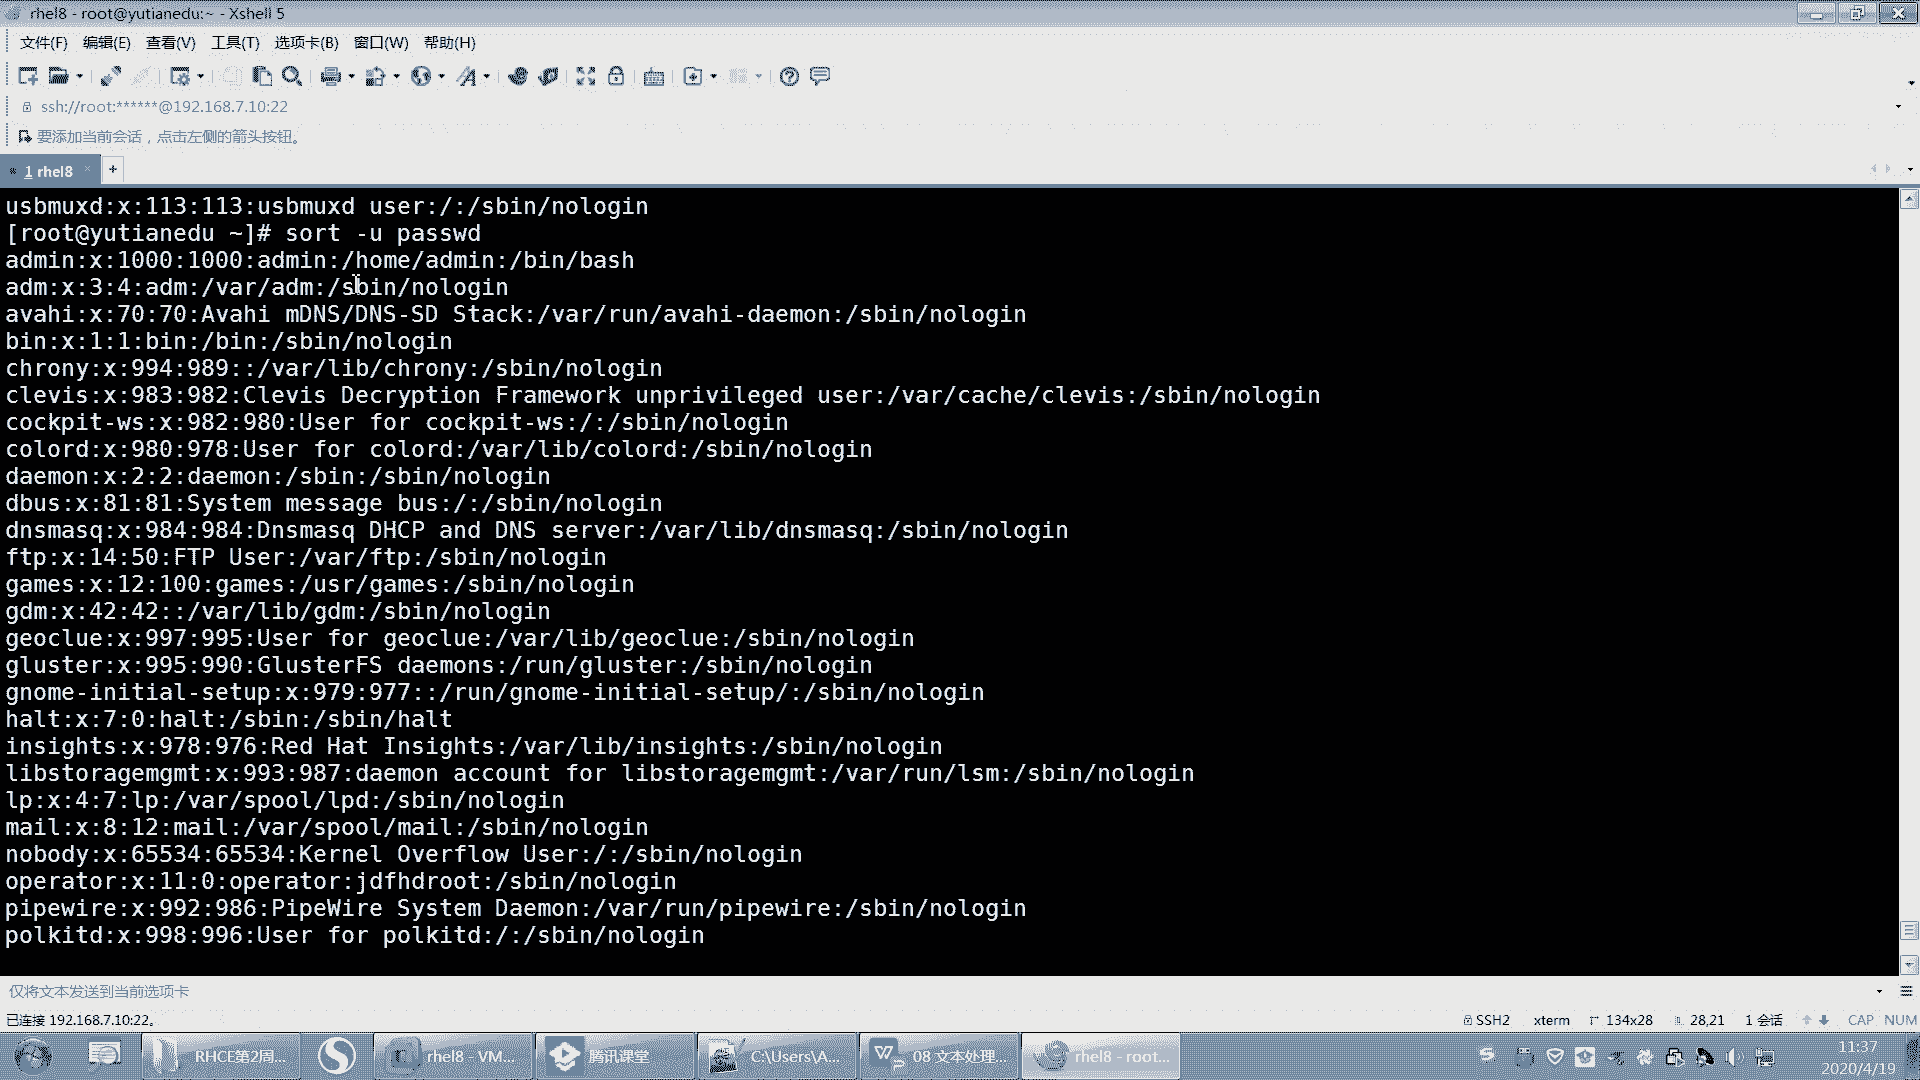 rhel8 - root@yutianedu:~ - Xshell 5
文件(F) 编辑(E) 查看(V) 工具(T) 选项卡(B) 窗口(W) 帮助(H)
ssh://root:******@192.168.7.10:22
要添加当前会话，点击左侧的箭头按钮。
1 rhel8
usbmuxd:x:113:113:usbmuxd user:/:/sbin/nologin
[root@yutianedu ~]# sort -u passwd
admin:x:1000:1000:admin:/home/admin:/bin/bash
adm:x:3:4:adm:/var/adm:/sbin/nologin
avahi:x:70:70:Avahi mDNS/DNS-SD Stack:/var/run/avahi-daemon:/sbin/nologin
bin:x:1:1:bin:/bin:/sbin/nologin
chrony:x:994:989::/var/lib/chrony:/sbin/nologin
clevis:x:983:982:Clevis Decryption Framework unprivileged user:/var/cache/clevis:/sbin/nologin
cockpit-ws:x:982:980:User for cockpit-ws:/:/sbin/nologin
colord:x:980:978:User for colord:/var/lib/colord:/sbin/nologin
daemon:x:2:2:daemon:/sbin:/sbin/nologin
dbus:x:81:81:System message bus:/:/sbin/nologin
dnsmasq:x:984:984:Dnsmasq DHCP and DNS server:/var/lib/dnsmasq:/sbin/nologin
ftp:x:14:50:FTP User:/var/ftp:/sbin/nologin
games:x:12:100:games:/usr/games:/sbin/nologin
gdm:x:42:42::/var/lib/gdm:/sbin/nologin
geoclue:x:997:995:User for geoclue:/var/lib/geoclue:/sbin/nologin
gluster:x:995:990:GlusterFS daemons:/run/gluster:/sbin/nologin
gnome-initial-setup:x:979:977::/run/gnome-initial-setup/:/sbin/nologin
halt:x:7:0:halt:/sbin:/sbin/halt
insights:x:978:976:Red Hat Insights:/var/lib/insights:/sbin/nologin
libstoragemgmt:x:993:987:daemon account for libstoragemgmt:/var/run/lsm:/sbin/nologin
lp:x:4:7:lp:/var/spool/lpd:/sbin/nologin
mail:x:8:12:mail:/var/spool/mail:/sbin/nologin
nobody:x:65534:65534:Kernel Overflow User:/:/sbin/nologin
operator:x:11:0:operator:jdfhdroot:/sbin/nologin
pipewire:x:992:986:PipeWire System Daemon:/var/run/pipewire:/sbin/nologin
polkitd:x:998:996:User for polkitd:/:/sbin/nologin
仅将文本发送到当前选项卡
已连接 192.168.7.10:22。 SSH2 xterm 134x28 28,21 1 会话 CAP NUM
RHCE第2周... rhel8 - VM... 腾讯课堂 C:\Users\A... 08 文本处理... rhel8 - root...
11:37
2020/4/19